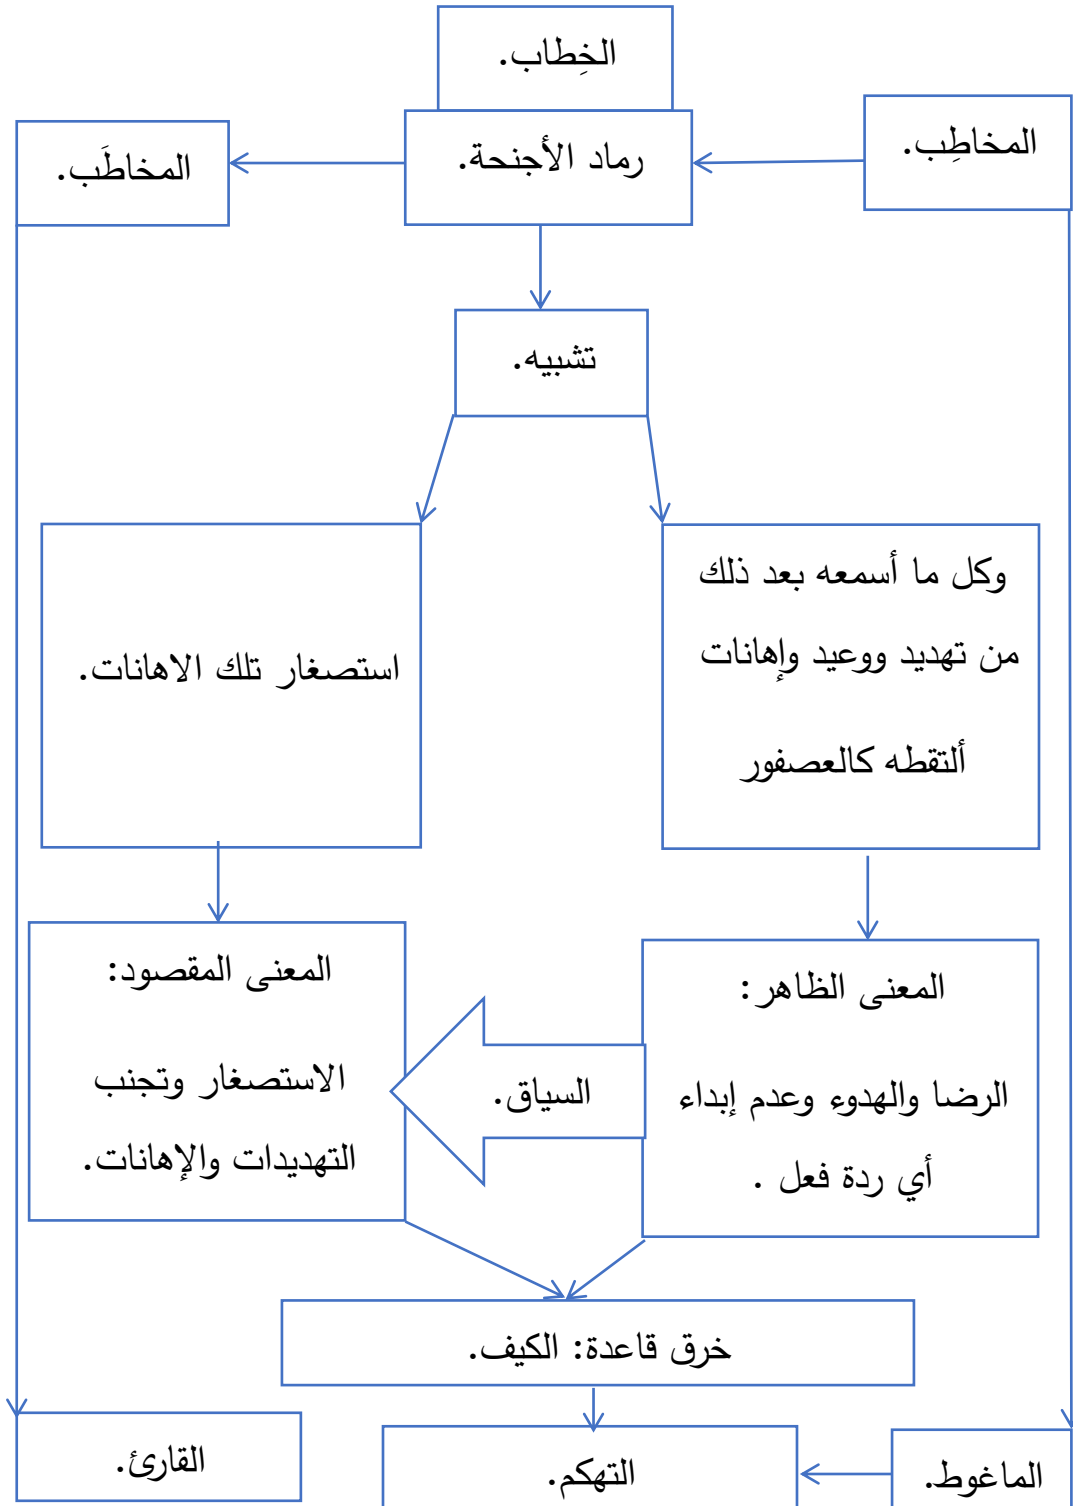 الخِطاب.
المخاطِب.
رماد الأجنحة.
المخاطَب.
تشبيه.
وكل ما أسمعه بعد ذلك
من تهديد ووعيد وإهانات
ألتقطه كالعصفور
استصغار تلك الاهانات.
المعنى الظاهر:
الرضا والهدوء وعدم إبداء
أي ردة فعل .
السياق.
المعنى المقصود:
الاستصغار وتجنب
التهديدات والإهانات.
خرق قاعدة: الكيف.
الماغوط.
التهكم.
القارئ.